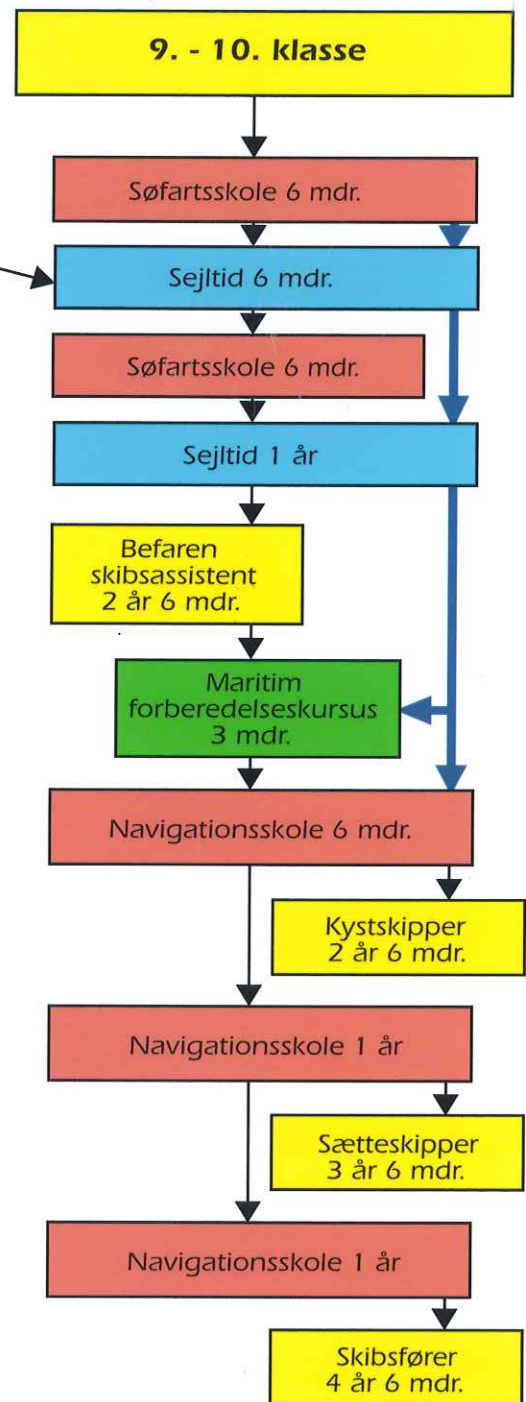 9. - 10. klasse
Søfartsskole 6 mdr.
Sejltid 6 mdr.
Søfartsskole 6 mdr.
Sejltid 1 år
Befaren
skibsassistent
2 år 6 mdr.
Maritim
forberedelseskursus
3 mdr.
Navigationsskole 6 mdr.
Kystskipper
2 år 6 mdr.
Navigationsskole 1 år
Sætteskipper
3 år 6 mdr.
Navigationsskole 1 år
Skibsfører
4 år 6 mdr.